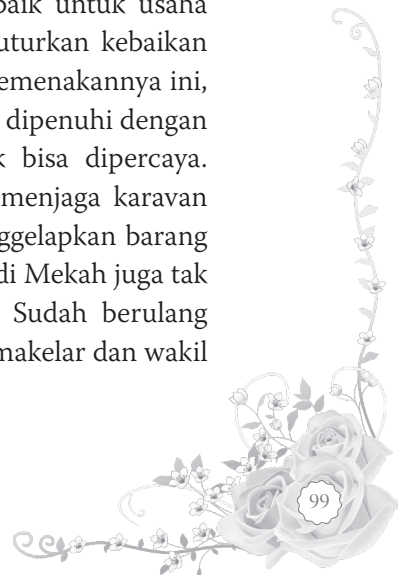 baik untuk usaha
uturkan kebaikan
emenakannya ini,
dipenuhi dengan
k bisa dipercaya.
menjaga karavan
ggelapkan barang
di Mekah juga tak
Sudah berulang
makelar dan wakil
99